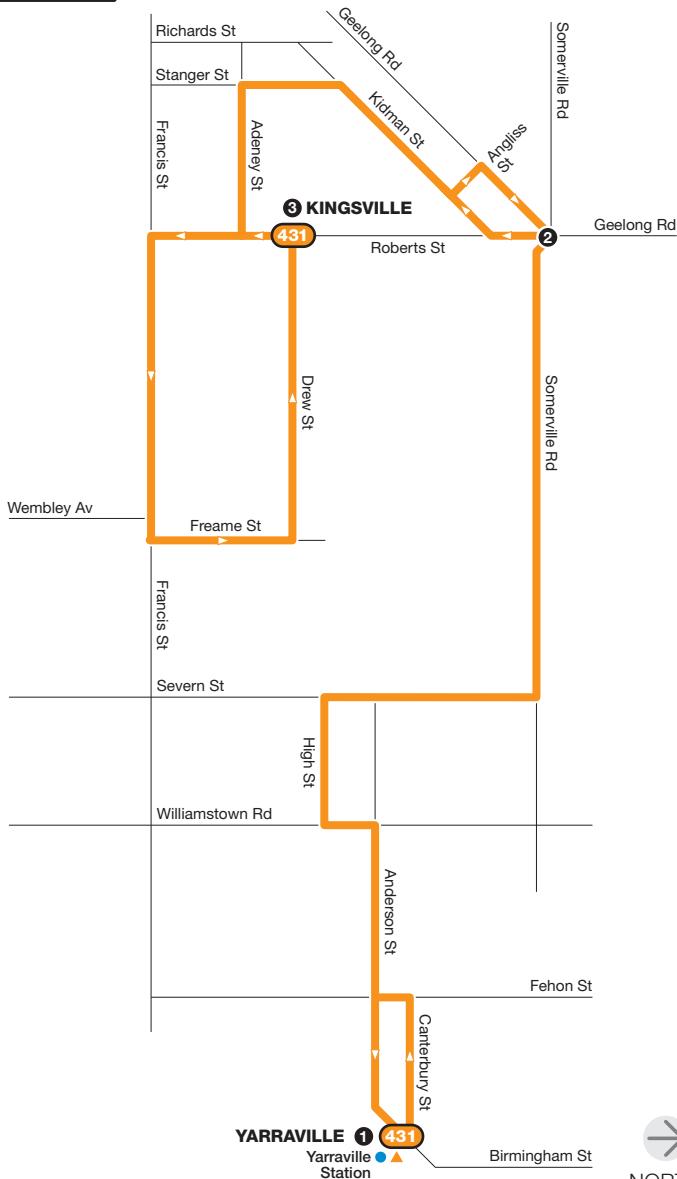 Richards St
Geelong Rd
Somerville Rd
Stanger St
Kidman St
Angliss
St
Francis St
Adeney St
3 KINGSVILLE
431
Roberts St
2
Geelong Rd
Drew St
Somerville Rd
Wembley Av
Freame St
Francis St
Severn St
High St
Williamstown Rd
Anderson St
Fehon St
Canterbury St
YARRAVILLE 1 431
Yarraville
Station
Birmingham St